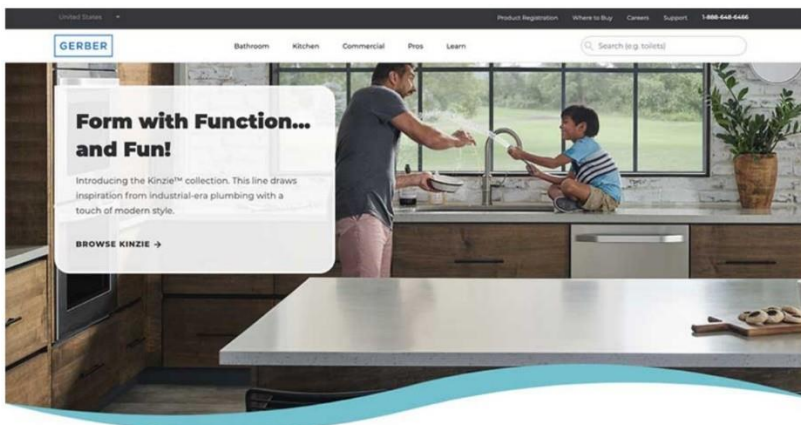 United States
Product Registration Where to Buy Careers Support 1-888-648-6466
GERBER
Bathroom Kitchen Commercial Pros Learn
Search (e.g. toilets)
Form with Function...
and Fun!
Introducing the Kinzie™ collection. This line draws
inspiration from industrial-era plumbing with a
touch of modern style.
BROWSE KINZIE →